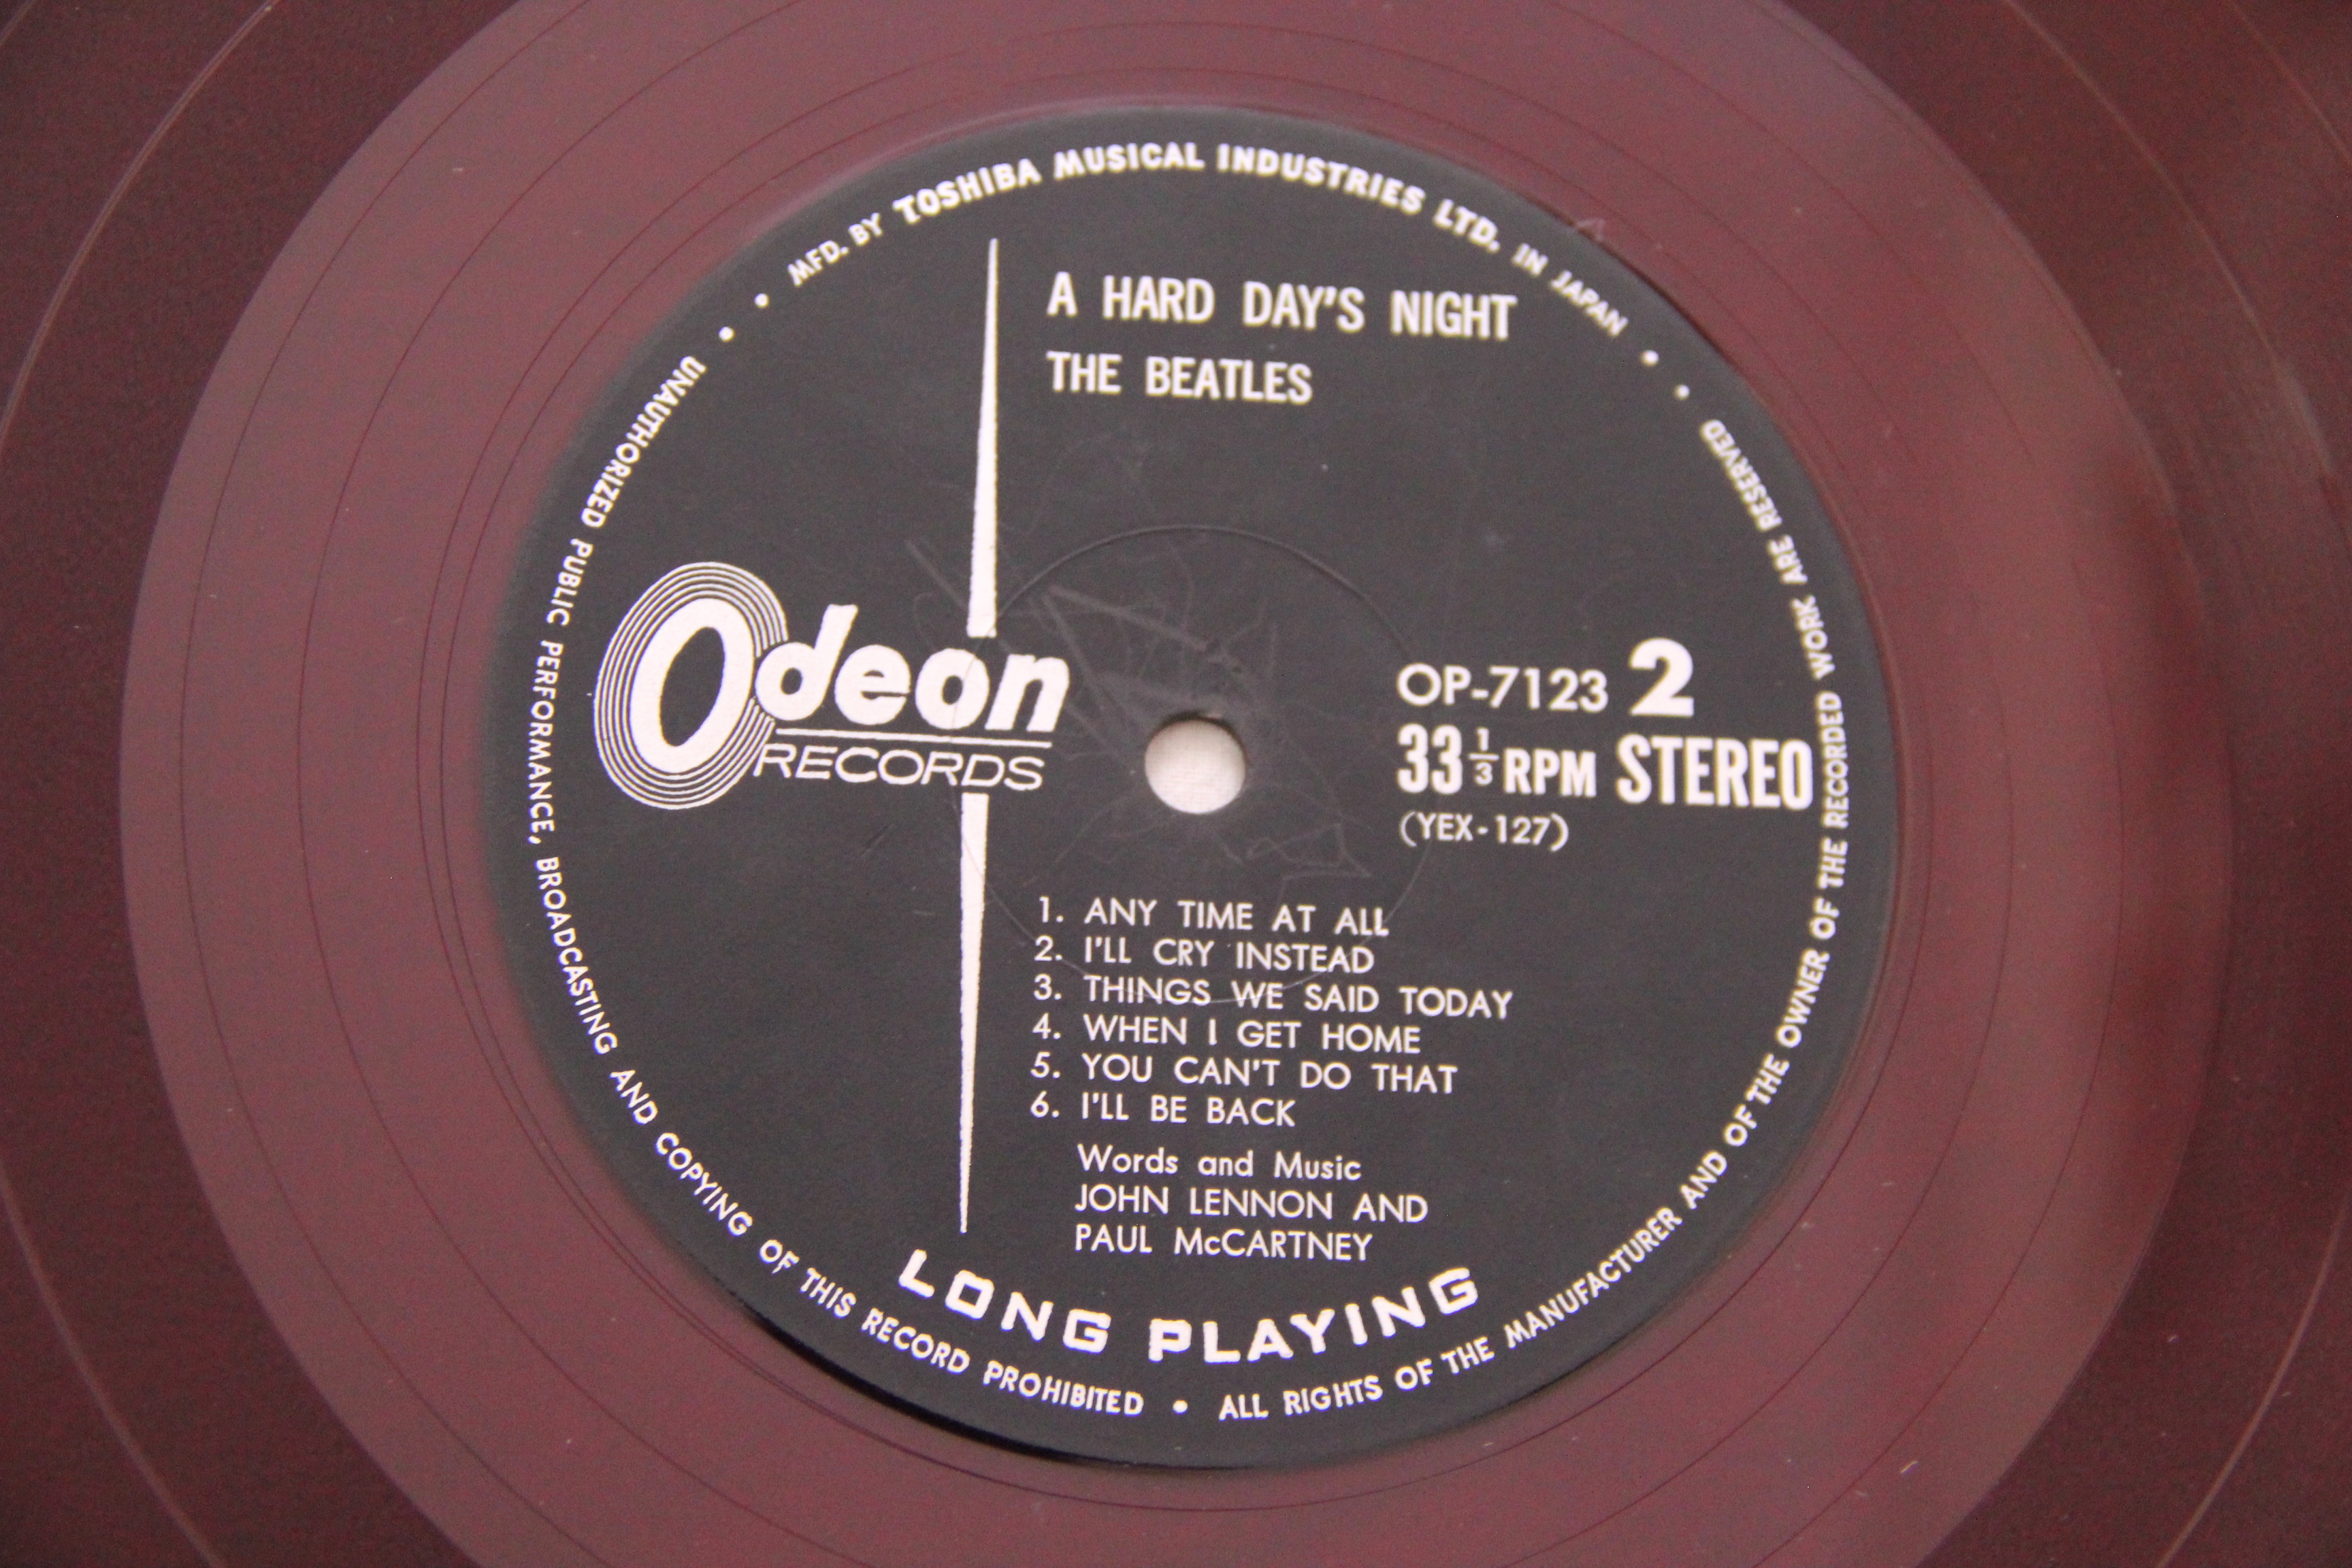 • MFD. BY TOSHIBA MUSICAL INDUSTRIES LTD. IN JAPAN •
A HARD DAY'S NIGHT
THE BEATLES
Odeon
RECORDS
OP-7123 2
33 1/3 RPM STEREO
(YEX-127)
1. ANY TIME AT ALL
2. I'LL CRY INSTEAD
3. THINGS WE SAID TODAY
4. WHEN I GET HOME
5. YOU CAN'T DO THAT
6. I'LL BE BACK
Words and Music
JOHN LENNON AND
PAUL McCARTNEY
LONG PLAYING
• UNAUTHORIZED PUBLIC PERFORMANCE, BROADCASTING AND COPYING OF THIS RECORD PROHIBITED • ALL RIGHTS OF THE MANUFACTURER AND OF THE OWNER OF THE RECORDED WORK ARE RESERVED •